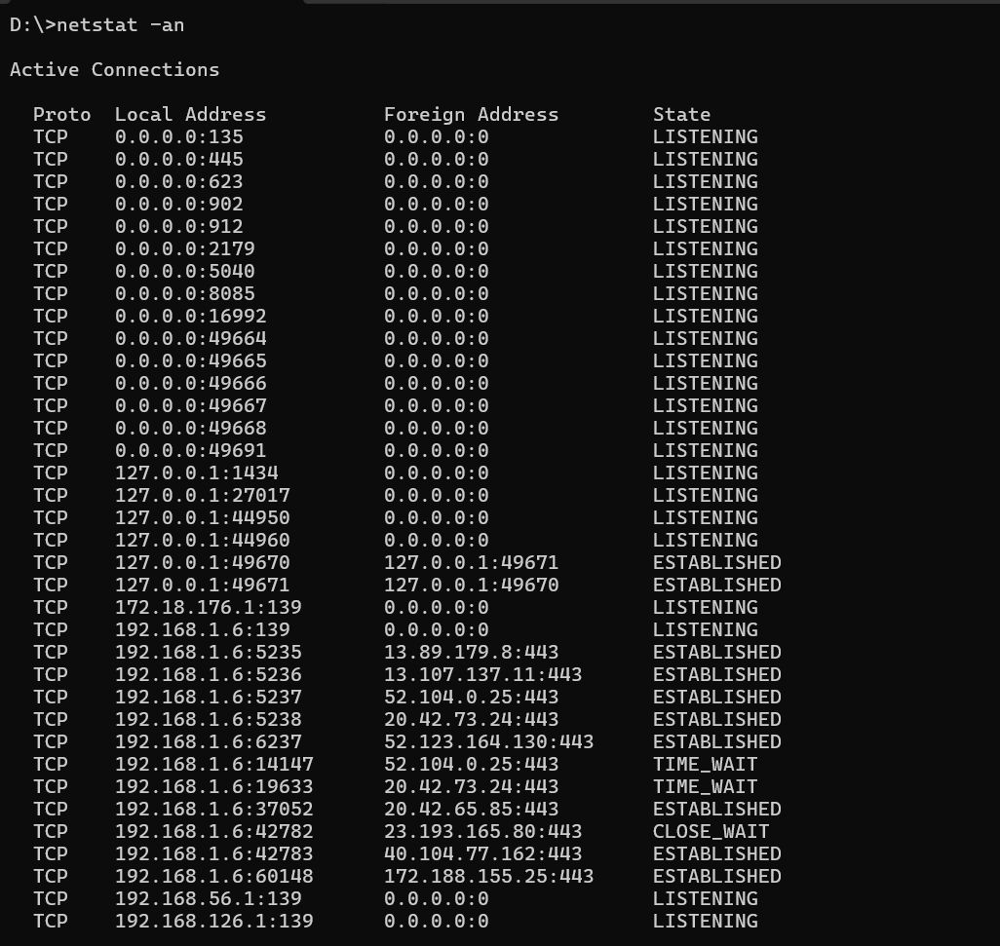 D:\>netstat -an
Active Connections
Proto  Local Address          Foreign Address        State
TCP    0.0.0.0:135            0.0.0.0:0              LISTENING
TCP    0.0.0.0:445            0.0.0.0:0              LISTENING
TCP    0.0.0.0:623            0.0.0.0:0              LISTENING
TCP    0.0.0.0:902            0.0.0.0:0              LISTENING
TCP    0.0.0.0:912            0.0.0.0:0              LISTENING
TCP    0.0.0.0:2179           0.0.0.0:0              LISTENING
TCP    0.0.0.0:5040           0.0.0.0:0              LISTENING
TCP    0.0.0.0:8085           0.0.0.0:0              LISTENING
TCP    0.0.0.0:16992          0.0.0.0:0              LISTENING
TCP    0.0.0.0:49664          0.0.0.0:0              LISTENING
TCP    0.0.0.0:49665          0.0.0.0:0              LISTENING
TCP    0.0.0.0:49666          0.0.0.0:0              LISTENING
TCP    0.0.0.0:49667          0.0.0.0:0              LISTENING
TCP    0.0.0.0:49668          0.0.0.0:0              LISTENING
TCP    0.0.0.0:49691          0.0.0.0:0              LISTENING
TCP    127.0.0.1:1434         0.0.0.0:0              LISTENING
TCP    127.0.0.1:27017        0.0.0.0:0              LISTENING
TCP    127.0.0.1:44950        0.0.0.0:0              LISTENING
TCP    127.0.0.1:44960        0.0.0.0:0              LISTENING
TCP    127.0.0.1:49670        127.0.0.1:49671        ESTABLISHED
TCP    127.0.0.1:49671        127.0.0.1:49670        ESTABLISHED
TCP    172.18.176.1:139       0.0.0.0:0              LISTENING
TCP    192.168.1.6:139        0.0.0.0:0              LISTENING
TCP    192.168.1.6:5235       13.89.179.8:443        ESTABLISHED
TCP    192.168.1.6:5236       13.107.137.11:443      ESTABLISHED
TCP    192.168.1.6:5237       52.104.0.25:443        ESTABLISHED
TCP    192.168.1.6:5238       20.42.73.24:443        ESTABLISHED
TCP    192.168.1.6:6237       52.123.164.130:443     ESTABLISHED
TCP    192.168.1.6:14147      52.104.0.25:443        TIME_WAIT
TCP    192.168.1.6:19633      20.42.73.24:443        TIME_WAIT
TCP    192.168.1.6:37052      20.42.65.85:443        ESTABLISHED
TCP    192.168.1.6:42782      23.193.165.80:443      CLOSE_WAIT
TCP    192.168.1.6:42783      40.104.77.162:443      ESTABLISHED
TCP    192.168.1.6:60148      172.188.155.25:443     ESTABLISHED
TCP    192.168.56.1:139       0.0.0.0:0              LISTENING
TCP    192.168.126.1:139      0.0.0.0:0              LISTENING